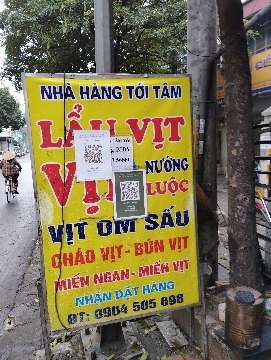 NHÀ HÀNG TỚI TÂM
LẨU VỊT
NƯỚNG
LUỘC
VỊT OM SẤU
CHÁO VỊT - BÚN VỊT
MIẾN NGAN - MIẾN VỊT
NHẬN ĐẶT HÀNG
ĐT: 0904 505 698